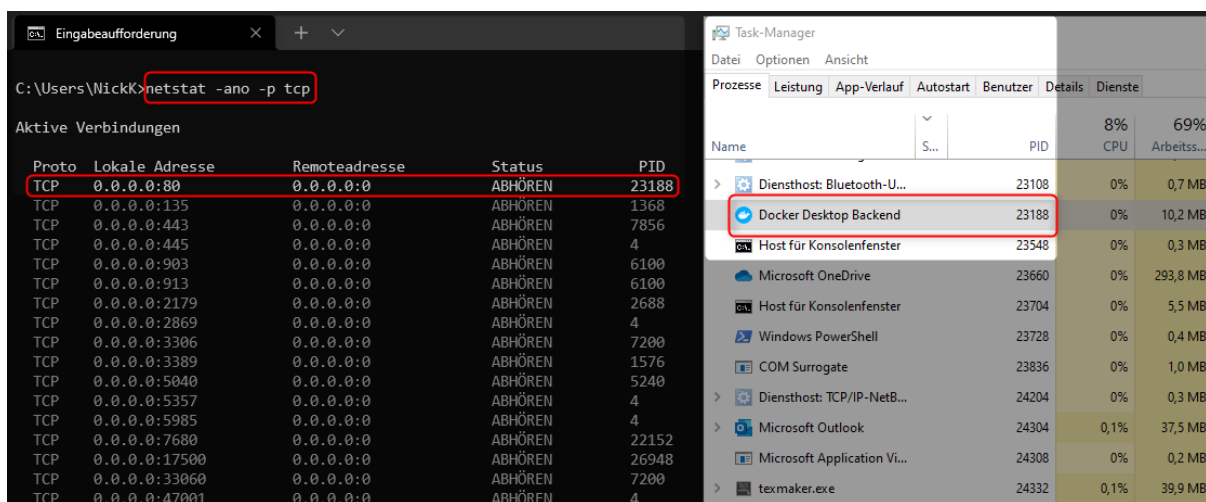 Eingabeaufforderung
C:\Users\NickK>netstat -ano -p tcp
Aktive Verbindungen
Proto Lokale Adresse Remoteadresse Status PID
TCP 0.0.0.0:80 0.0.0.0:0 ABHÖREN 23188
TCP 0.0.0.0:135 0.0.0.0:0 ABHÖREN 1368
TCP 0.0.0.0:443 0.0.0.0:0 ABHÖREN 7856
TCP 0.0.0.0:445 0.0.0.0:0 ABHÖREN 4
TCP 0.0.0.0:903 0.0.0.0:0 ABHÖREN 6100
TCP 0.0.0.0:913 0.0.0.0:0 ABHÖREN 6100
TCP 0.0.0.0:2179 0.0.0.0:0 ABHÖREN 2688
TCP 0.0.0.0:2869 0.0.0.0:0 ABHÖREN 4
TCP 0.0.0.0:3306 0.0.0.0:0 ABHÖREN 7200
TCP 0.0.0.0:3389 0.0.0.0:0 ABHÖREN 1576
TCP 0.0.0.0:5040 0.0.0.0:0 ABHÖREN 5240
TCP 0.0.0.0:5357 0.0.0.0:0 ABHÖREN 4
TCP 0.0.0.0:5985 0.0.0.0:0 ABHÖREN 4
TCP 0.0.0.0:7680 0.0.0.0:0 ABHÖREN 22152
TCP 0.0.0.0:17500 0.0.0.0:0 ABHÖREN 26948
TCP 0.0.0.0:33060 0.0.0.0:0 ABHÖREN 7200
TCP 0.0.0.0:47001 0.0.0.0:0 ABHÖREN 4
Task-Manager
Datei Optionen Ansicht
Prozesse Leistung App-Verlauf Autostart Benutzer Details Dienste
8% 69%
Name S... PID CPU Arbeitss...
Diensthost: Bluetooth-U... 23108 0% 0,7 MB
Docker Desktop Backend 23188 0% 10,2 MB
Host für Konsolenfenster 23548 0% 0,3 MB
Microsoft OneDrive 23660 0% 293,8 MB
Host für Konsolenfenster 23704 0% 5,5 MB
Windows PowerShell 23728 0% 0,4 MB
COM Surrogate 23836 0% 1,0 MB
Diensthost: TCP/IP-NetB... 24204 0% 0,3 MB
Microsoft Outlook 24304 0,1% 37,5 MB
Microsoft Application Vi... 24308 0% 0,2 MB
texmaker.exe 24332 0,1% 39,9 MB